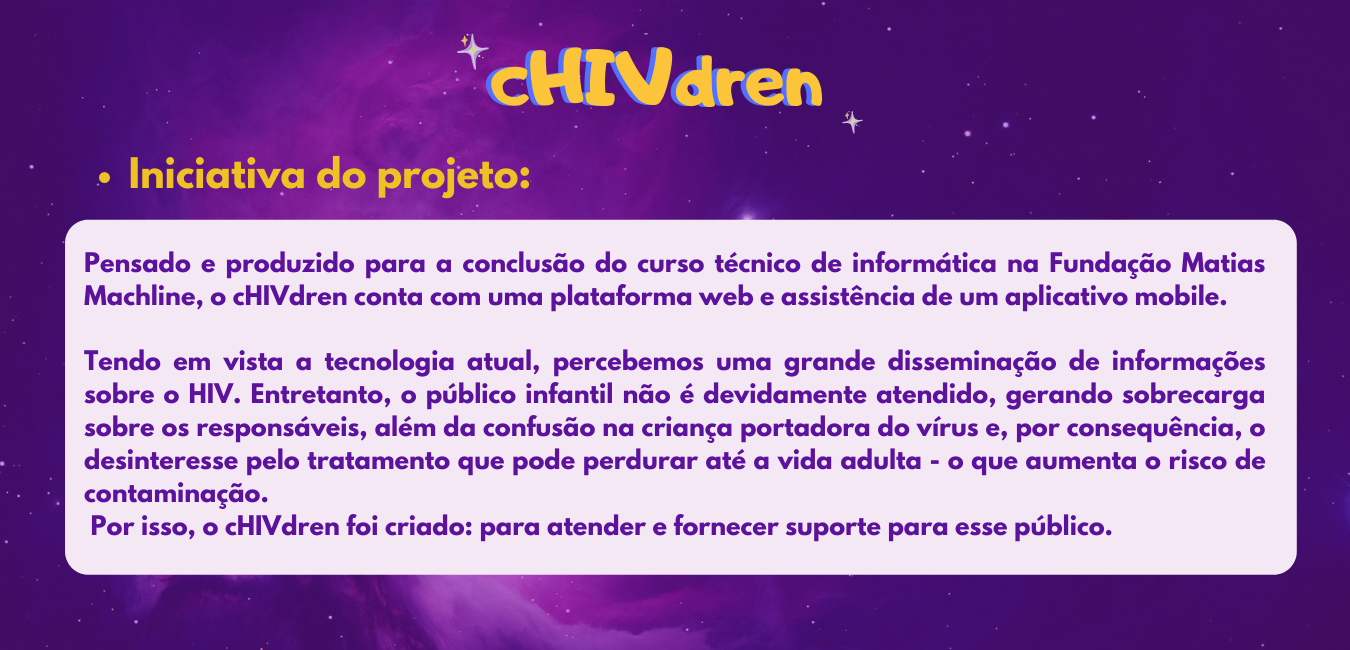 cHIVdren
• Iniciativa do projeto:
Pensado e produzido para a conclusão do curso técnico de informática na Fundação Matias
Machline, o cHIVdren conta com uma plataforma web e assistência de um aplicativo mobile.
Tendo em vista a tecnologia atual, percebemos uma grande disseminação de informações
sobre o HIV. Entretanto, o público infantil não é devidamente atendido, gerando sobrecarga
sobre os responsáveis, além da confusão na criança portadora do vírus e, por consequência, o
desinteresse pelo tratamento que pode perdurar até a vida adulta - o que aumenta o risco de
contaminação.
Por isso, o cHIVdren foi criado: para atender e fornecer suporte para esse público.